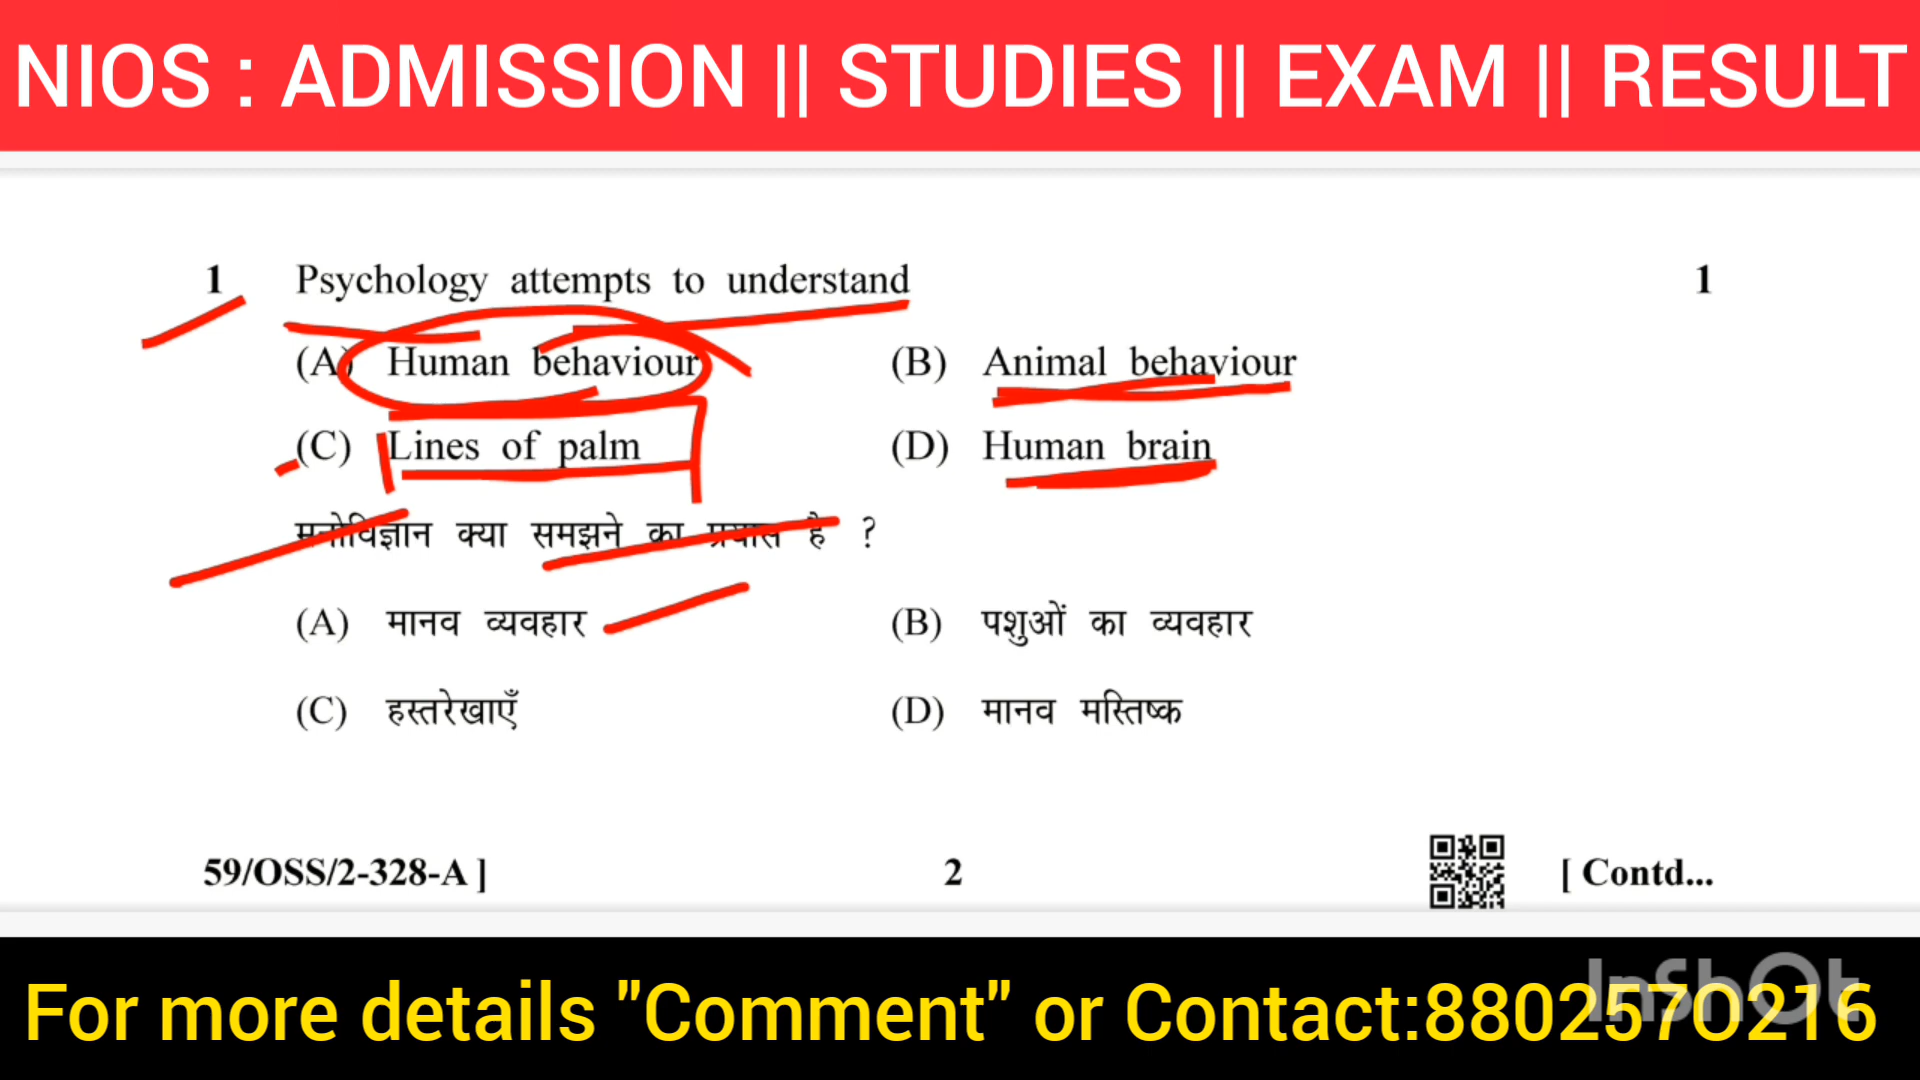 NIOS : ADMISSION || STUDIES || EXAM || RESULT
1 Psychology attempts to understand 1
(A) Human behaviour (B) Animal behaviour
(C) Lines of palm (D) Human brain
मनोविज्ञान क्या समझने का प्रयास है ?
(A) मानव व्यवहार (B) पशुओं का व्यवहार
(C) हस्तरेखाएँ (D) मानव मस्तिष्क
59/OSS/2-328-A ] 2 [ Contd...
For more details "Comment" or Contact:8802570216
InShOt